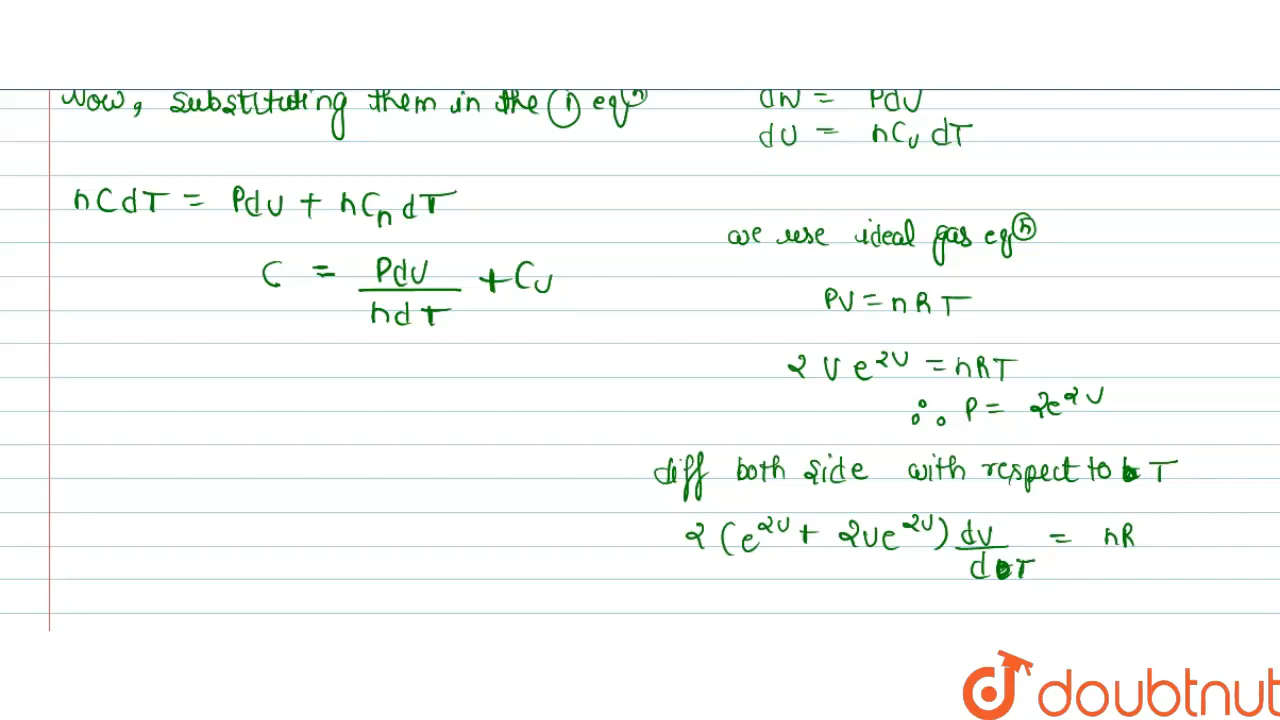 Now, substituting them in the ① eqⁿ
nCdT = PdV + nCₙ dT
C = PdV / ndT + Cv
dW = PdV
dU = nCv dT
we use ideal gas eqⁿ
PV = nRT
2 V e^2V = nRT
∴ P = 2e^2V
diff both side with respect to T
2 (e^2V + 2Ve^2V) dV/dT = nR
doubtnut